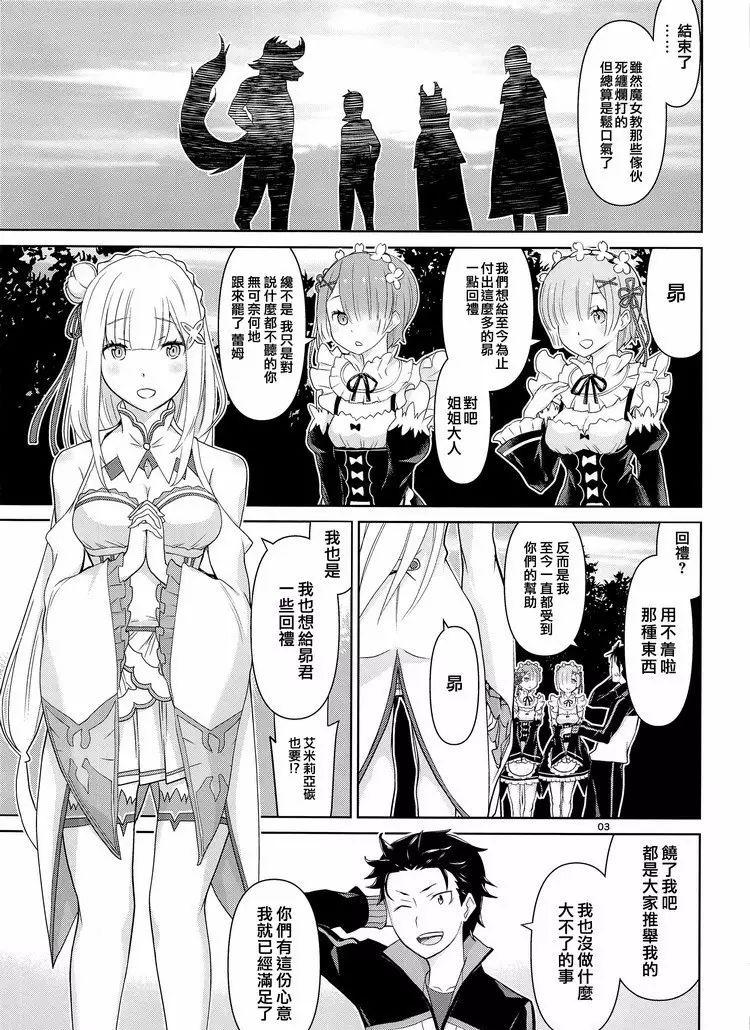 結束了
……
雖然魔女教那些傢伙
死纏爛打的
但總算是鬆口氣了
昴
我們想給至今為止
付出這麼多的昴
一點回禮
對吧
姐姐大人
纔不是 我只是對
說什麼都不聽的你
無可奈何地
跟來罷了 蕾姆
回禮?
用不着啦
那種東西
反而是我
至今一直都受到
你們的幫助
昴
我也是
我也想給昴君
一些回禮
艾米莉亞碳
也要!?
03
饒了我吧
都是大家推舉我的
我也沒做什麼
大不了的事
你們有這份心意
我就已經滿足了